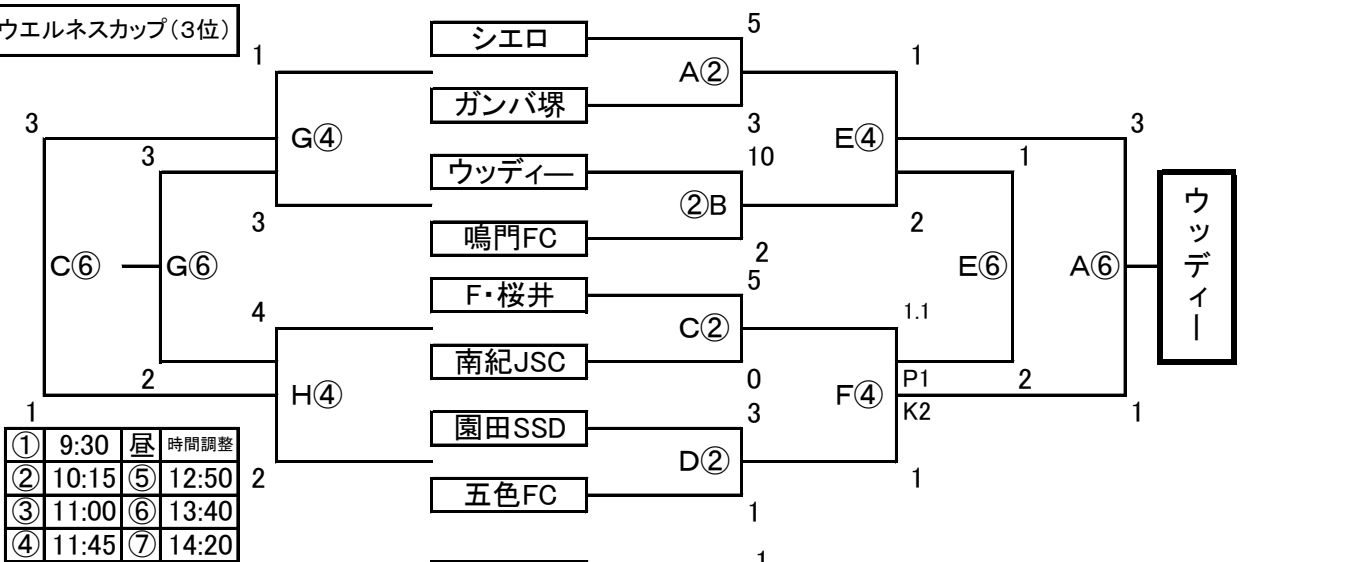 ウエルネスカップ（3位）
シエロ
5
1
1
A②
ガンバ堺
3
3
3
G④
E④
3
10
1
ウッディ―
②B
3
2
鳴門FC
2
ウッディー
C⑥
G⑥
E⑥
A⑥
F・桜井
5
4
1.1
C②
南紀JSC
2
0
P1
2
H④
F④
1
3
K2
1
園田SSD
D②
2
1
五色FC
1
① 9:30 昼 時間調整
② 10:15 ⑤ 12:50
③ 11:00 ⑥ 13:40
④ 11:45 ⑦ 14:20